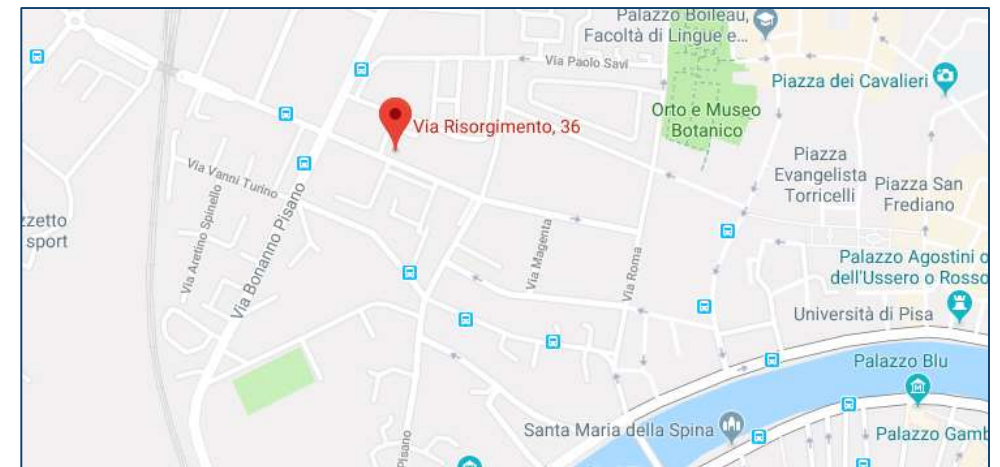 Palazzo Boileau,
Facoltà di Lingue e...
Via Paolo Savi
Piazza dei Cavalieri
Orto e Museo
Botanico
Via Risorgimento, 36
Piazza
Evangelista
Torricelli
Piazza San
Frediano
Via Vanni Turino
Via Aretino Spinello
Via Bonanno Pisano
zzetto
sport
Via Magenta
Via Roma
Palazzo Agostini o
dell'Ussero o Rosso
Università di Pisa
Palazzo Blu
Santa Maria della Spina
Palazzo Gamb
Pisano